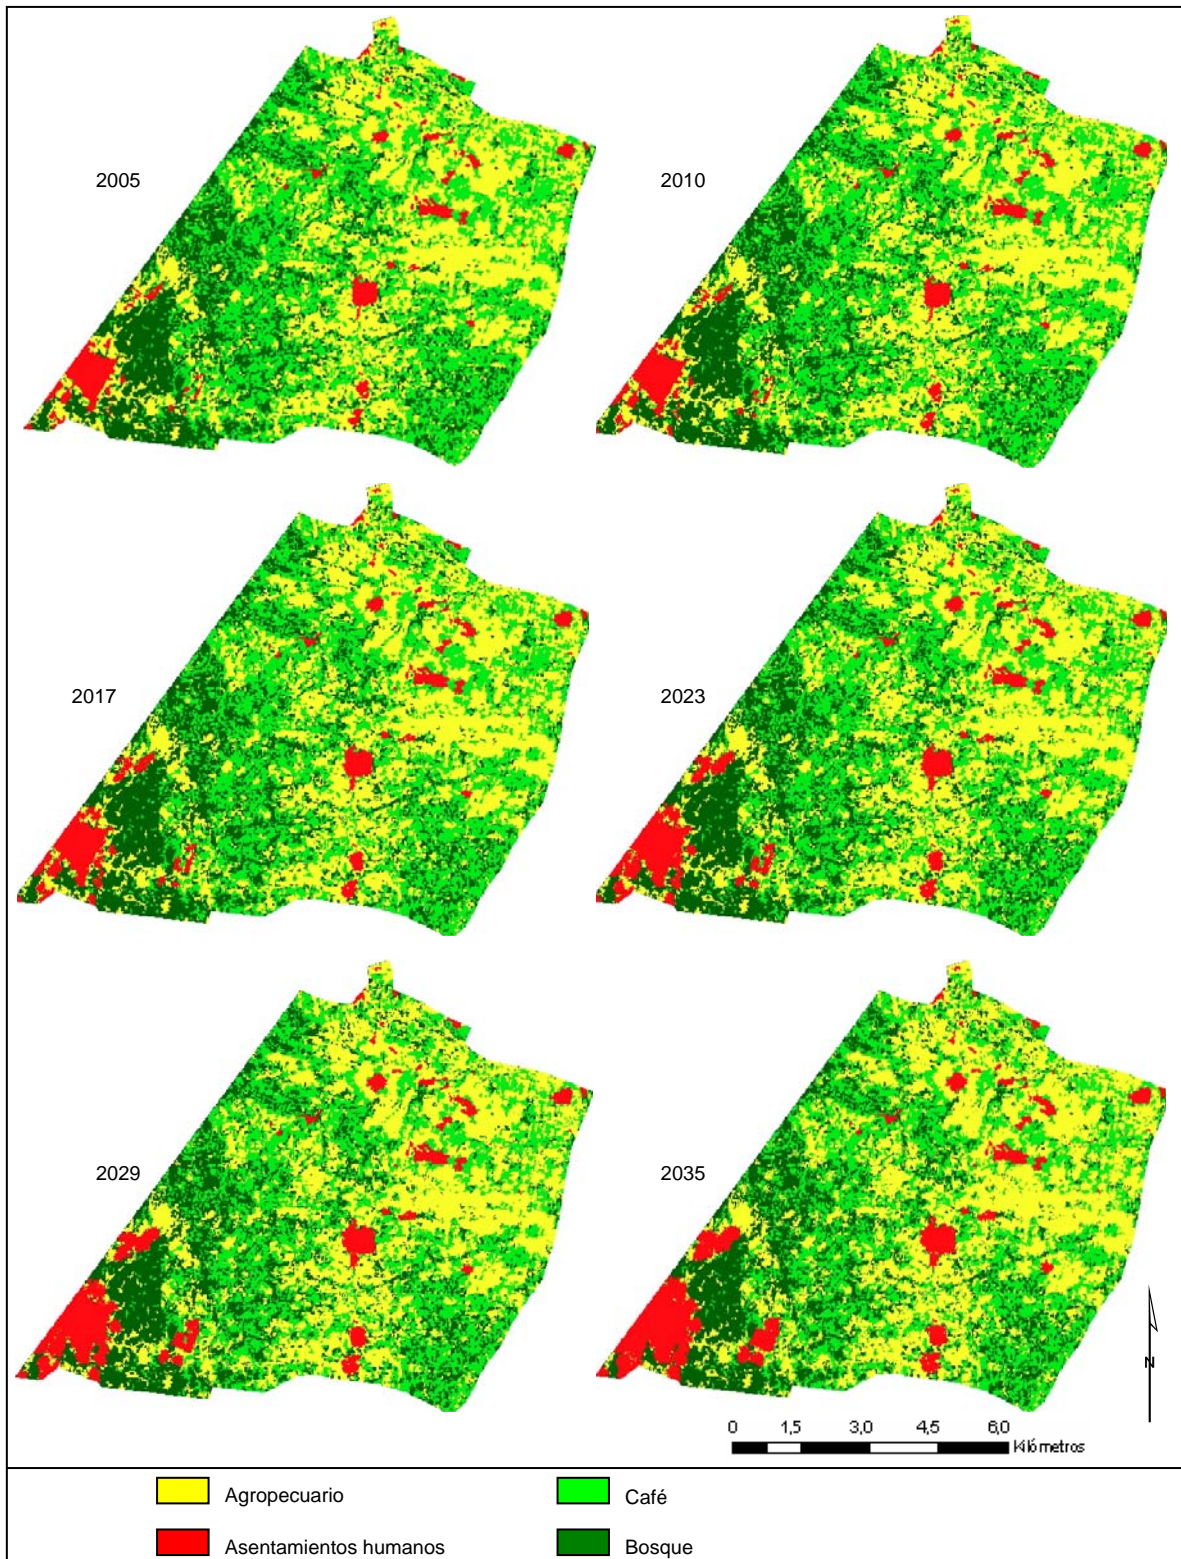 2005
2010
2017
2023
2029
2035
N
0 1,5 3,0 4,5 6,0
Kilómetros
Agropecuario
Café
Asentamientos humanos
Bosque